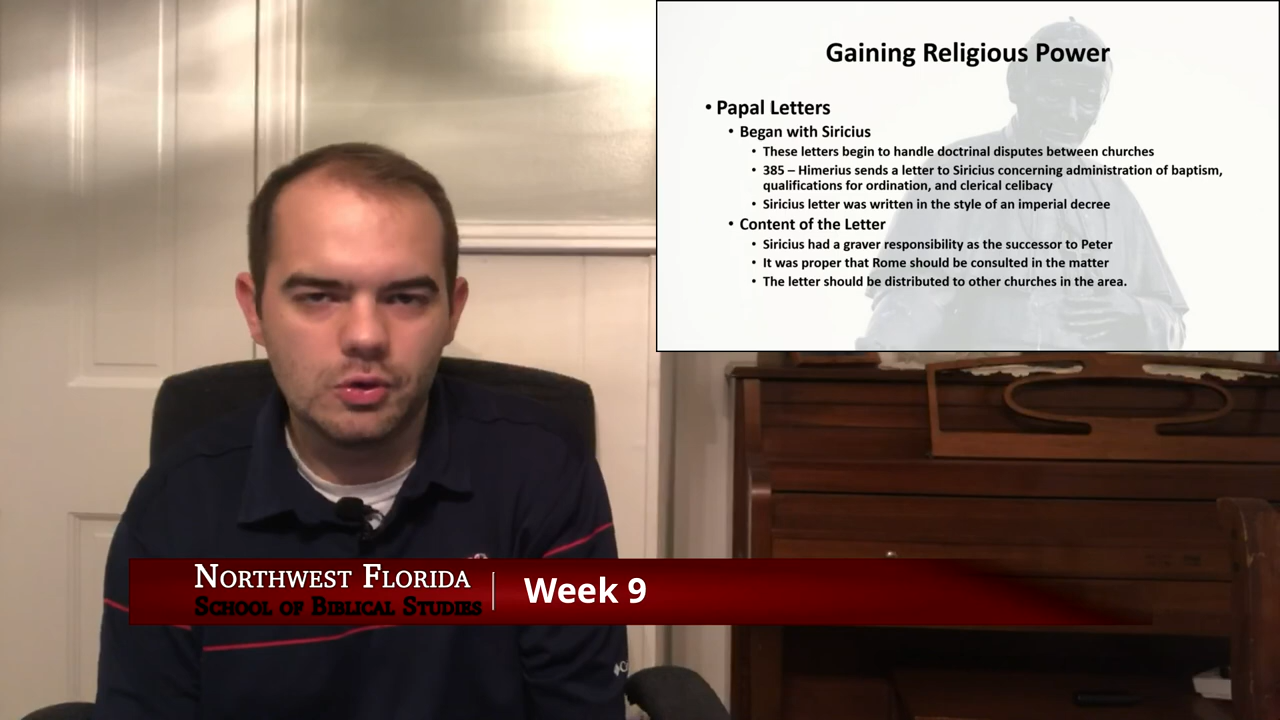 Gaining Religious Power
• Papal Letters
• Began with Siricius
• These letters begin to handle doctrinal disputes between churches
• 385 – Himerius sends a letter to Siricius concerning administration of baptism,
qualifications for ordination, and clerical celibacy
• Siricius letter was written in the style of an imperial decree
• Content of the Letter
• Siricius had a graver responsibility as the successor to Peter
• It was proper that Rome should be consulted in the matter
• The letter should be distributed to other churches in the area.
Northwest Florida
School of Biblical Studies
Week 9